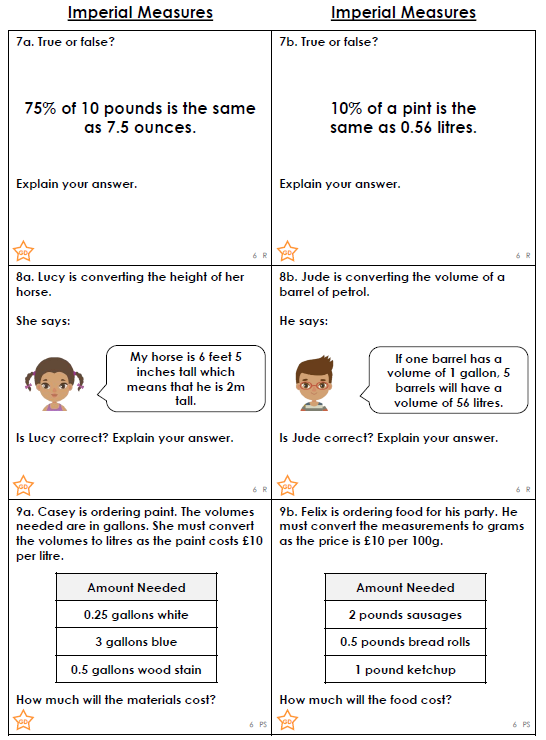 Imperial Measures
Imperial Measures
7a. True or false?
75% of 10 pounds is the same
as 7.5 ounces.
Explain your answer.
GD
6 R
7b. True or false?
10% of a pint is the
same as 0.56 litres.
Explain your answer.
GD
6 R
8a. Lucy is converting the height of her
horse.
She says:
My horse is 6 feet 5
inches tall which
means that he is 2m
tall.
Is Lucy correct? Explain your answer.
GD
6 R
8b. Jude is converting the volume of a
barrel of petrol.
He says:
If one barrel has a
volume of 1 gallon, 5
barrels will have a
volume of 56 litres.
Is Jude correct? Explain your answer.
GD
6 R
9a. Casey is ordering paint. The volumes
needed are in gallons. She must convert
the volumes to litres as the paint costs £10
per litre.
Amount Needed
0.25 gallons white
3 gallons blue
0.5 gallons wood stain
How much will the materials cost?
GD
6 PS
9b. Felix is ordering food for his party. He
must convert the measurements to grams
as the price is £10 per 100g.
Amount Needed
2 pounds sausages
0.5 pounds bread rolls
1 pound ketchup
How much will the food cost?
GD
6 PS